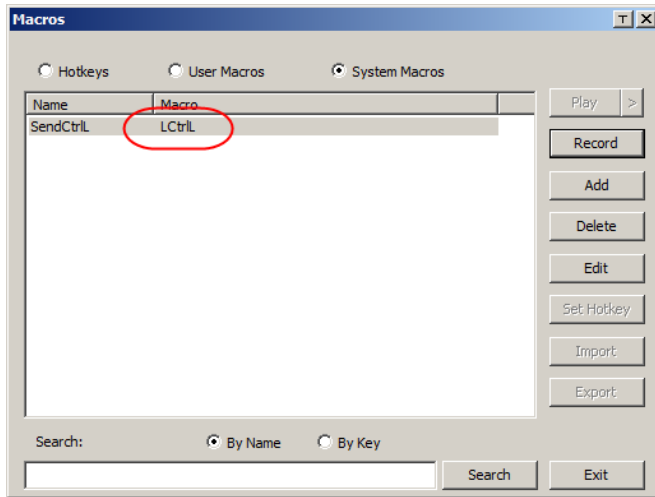 Macros
Hotkeys User Macros System Macros
Name Macro
SendCtrlL LCtrlL
Play >
Record
Add
Delete
Edit
Set Hotkey
Import
Export
Search: By Name By Key
Search Exit